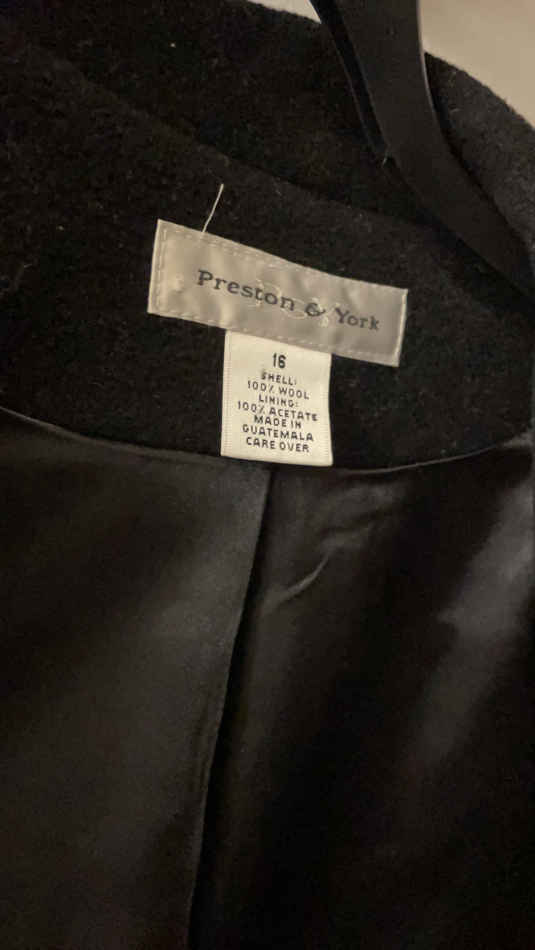 Preston & York
16
SHELL:
100% WOOL
LINING:
100% ACETATE
MADE IN
GUATEMALA
CARE OVER